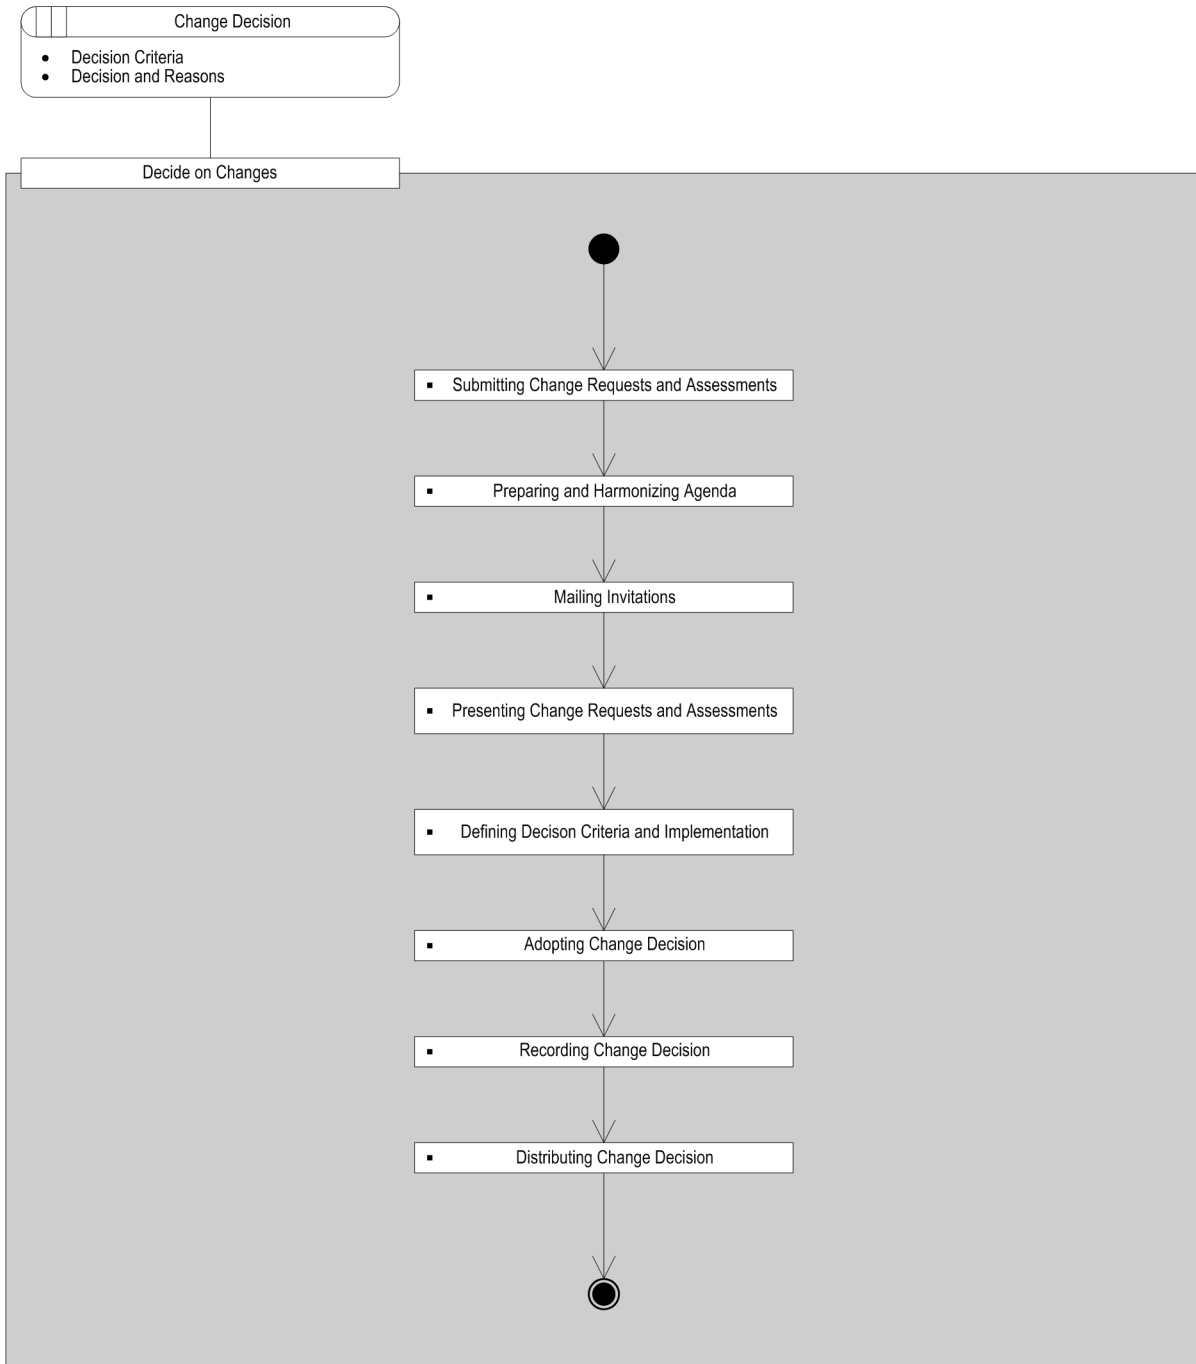 Change Decision
Decision Criteria
Decision and Reasons
Decide on Changes
Submitting Change Requests and Assessments
Preparing and Harmonizing Agenda
Mailing Invitations
Presenting Change Requests and Assessments
Defining Decison Criteria and Implementation
Adopting Change Decision
Recording Change Decision
Distributing Change Decision